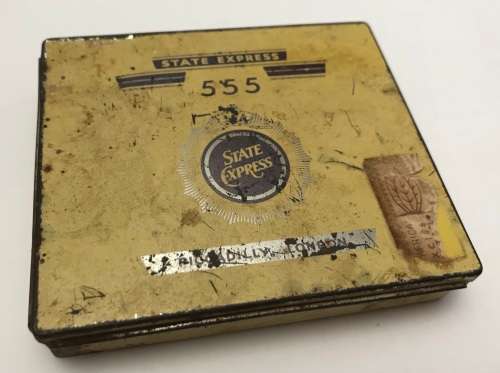 STATE EXPRESS
555
STATE
EXPRESS
PICCADILLY, LONDON